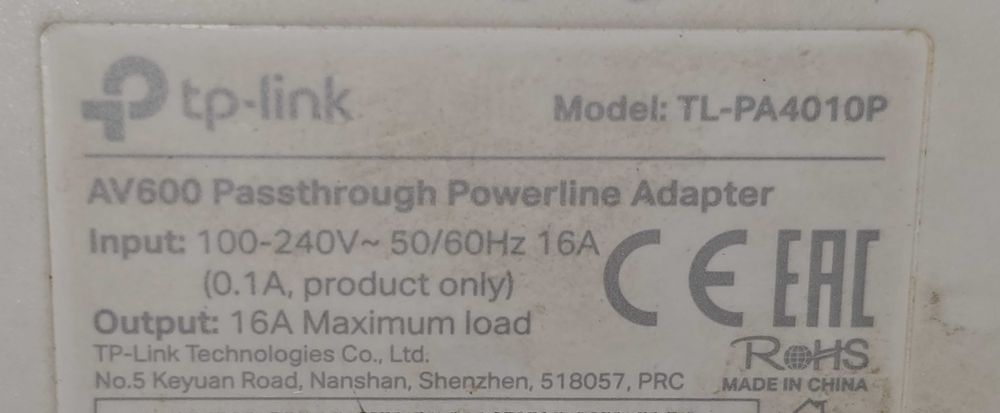 tp-link
Model: TL-PA4010P
AV600 Passthrough Powerline Adapter
Input: 100-240V~ 50/60Hz 16A
(0.1A, product only)
Output: 16A Maximum load
CE EAC
TP-Link Technologies Co., Ltd.
No.5 Keyuan Road, Nanshan, Shenzhen, 518057, PRC
RoHS
MADE IN CHINA